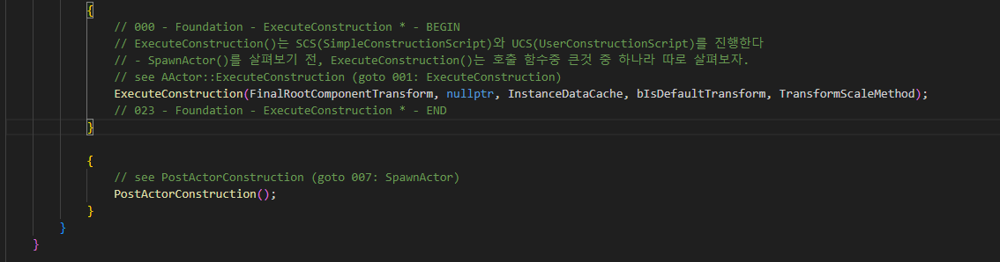 {
// 000 - Foundation - ExecuteConstruction * - BEGIN
// ExecuteConstruction()는 SCS(SimpleConstructionScript)와 UCS(UserConstructionScript)를 진행한다
// - SpawnActor()를 살펴보기 전, ExecuteConstruction()는 호출 함수중 큰것 중 하나라 따로 살펴보자.
// see AActor::ExecuteConstruction (goto 001: ExecuteConstruction)
ExecuteConstruction(FinalRootComponentTransform, nullptr, InstanceDataCache, bIsDefaultTransform, TransformScaleMethod);
// 023 - Foundation - ExecuteConstruction * - END
}
{
// see PostActorConstruction (goto 007: SpawnActor)
PostActorConstruction();
}
}
}